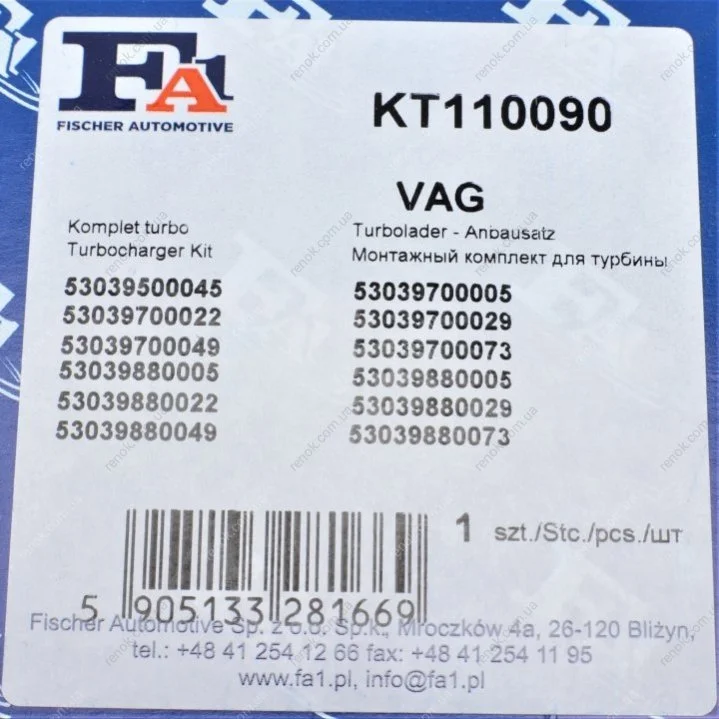 FA1
FISCHER AUTOMOTIVE
KT110090
VAG
Komplet turbo
Turbocharger Kit
Turbolader - Anbausatz
Монтажный комплект для турбины
53039500045
53039700022
53039700049
53039880005
53039880022
53039880049
53039700005
53039700029
53039700073
53039880005
53039880029
53039880073
1 szt./Stc./pcs./шт
5 905133 281669
Fischer Automotive Sp. z o.o. Sp.k., Mroczków 4a, 26-120 Bliżyn,
tel.: +48 41 254 12 66 fax: +48 41 254 11 95
www.fa1.pl, info@fa1.pl
renok.com.ua